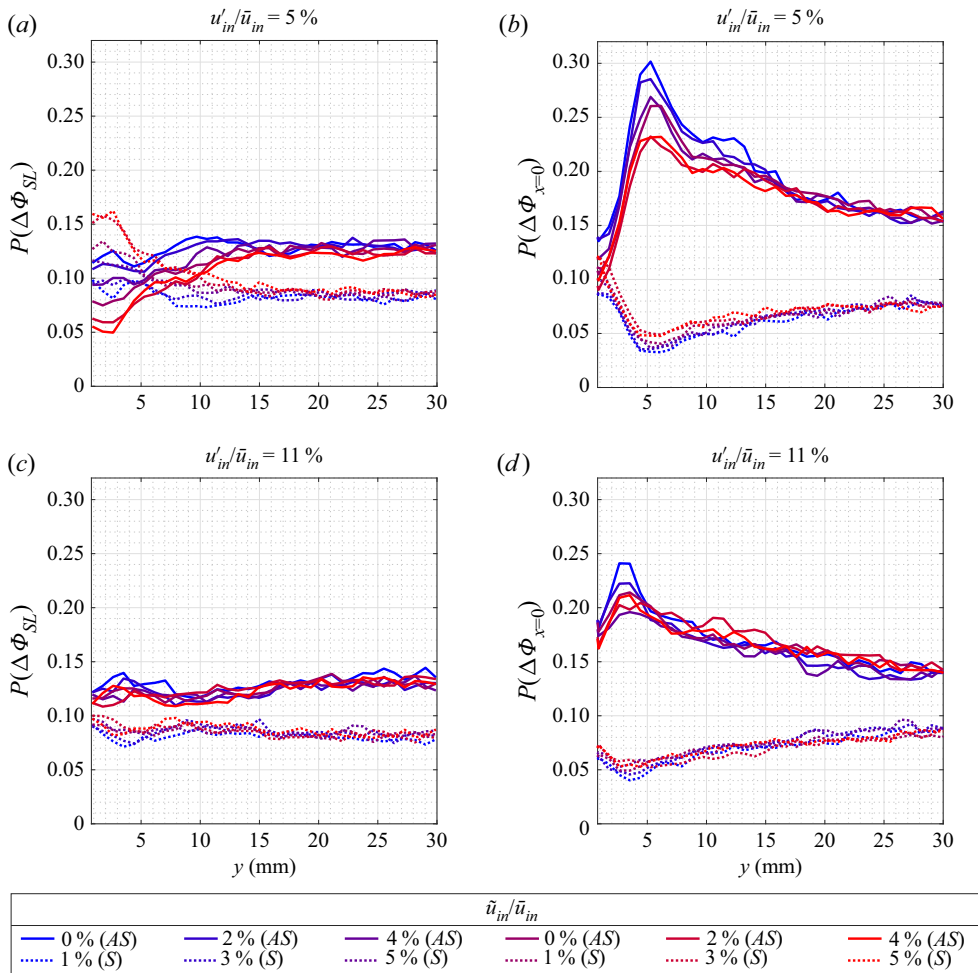 (a) u′in/ūin = 5 % (b) u′in/ūin = 5 %
0.30 0.30
0.25 0.25
0.20 0.20
P(ΔΦSL) P(ΔΦx=0)
0.15 0.15
0.10 0.10
0.05 0.05
0 0
5 10 15 20 25 30 5 10 15 20 25 30
(c) u′in/ūin = 11 % (d) u′in/ūin = 11 %
0.30 0.30
0.25 0.25
0.20 0.20
P(ΔΦSL) P(ΔΦx=0)
0.15 0.15
0.10 0.10
0.05 0.05
0 0
5 10 15 20 25 30 5 10 15 20 25 30
y (mm) y (mm)
ũin/ūin
0 % (AS) 2 % (AS) 4 % (AS) 0 % (AS) 2 % (AS) 4 % (AS)
1 % (S) 3 % (S) 5 % (S) 1 % (S) 3 % (S) 5 % (S)